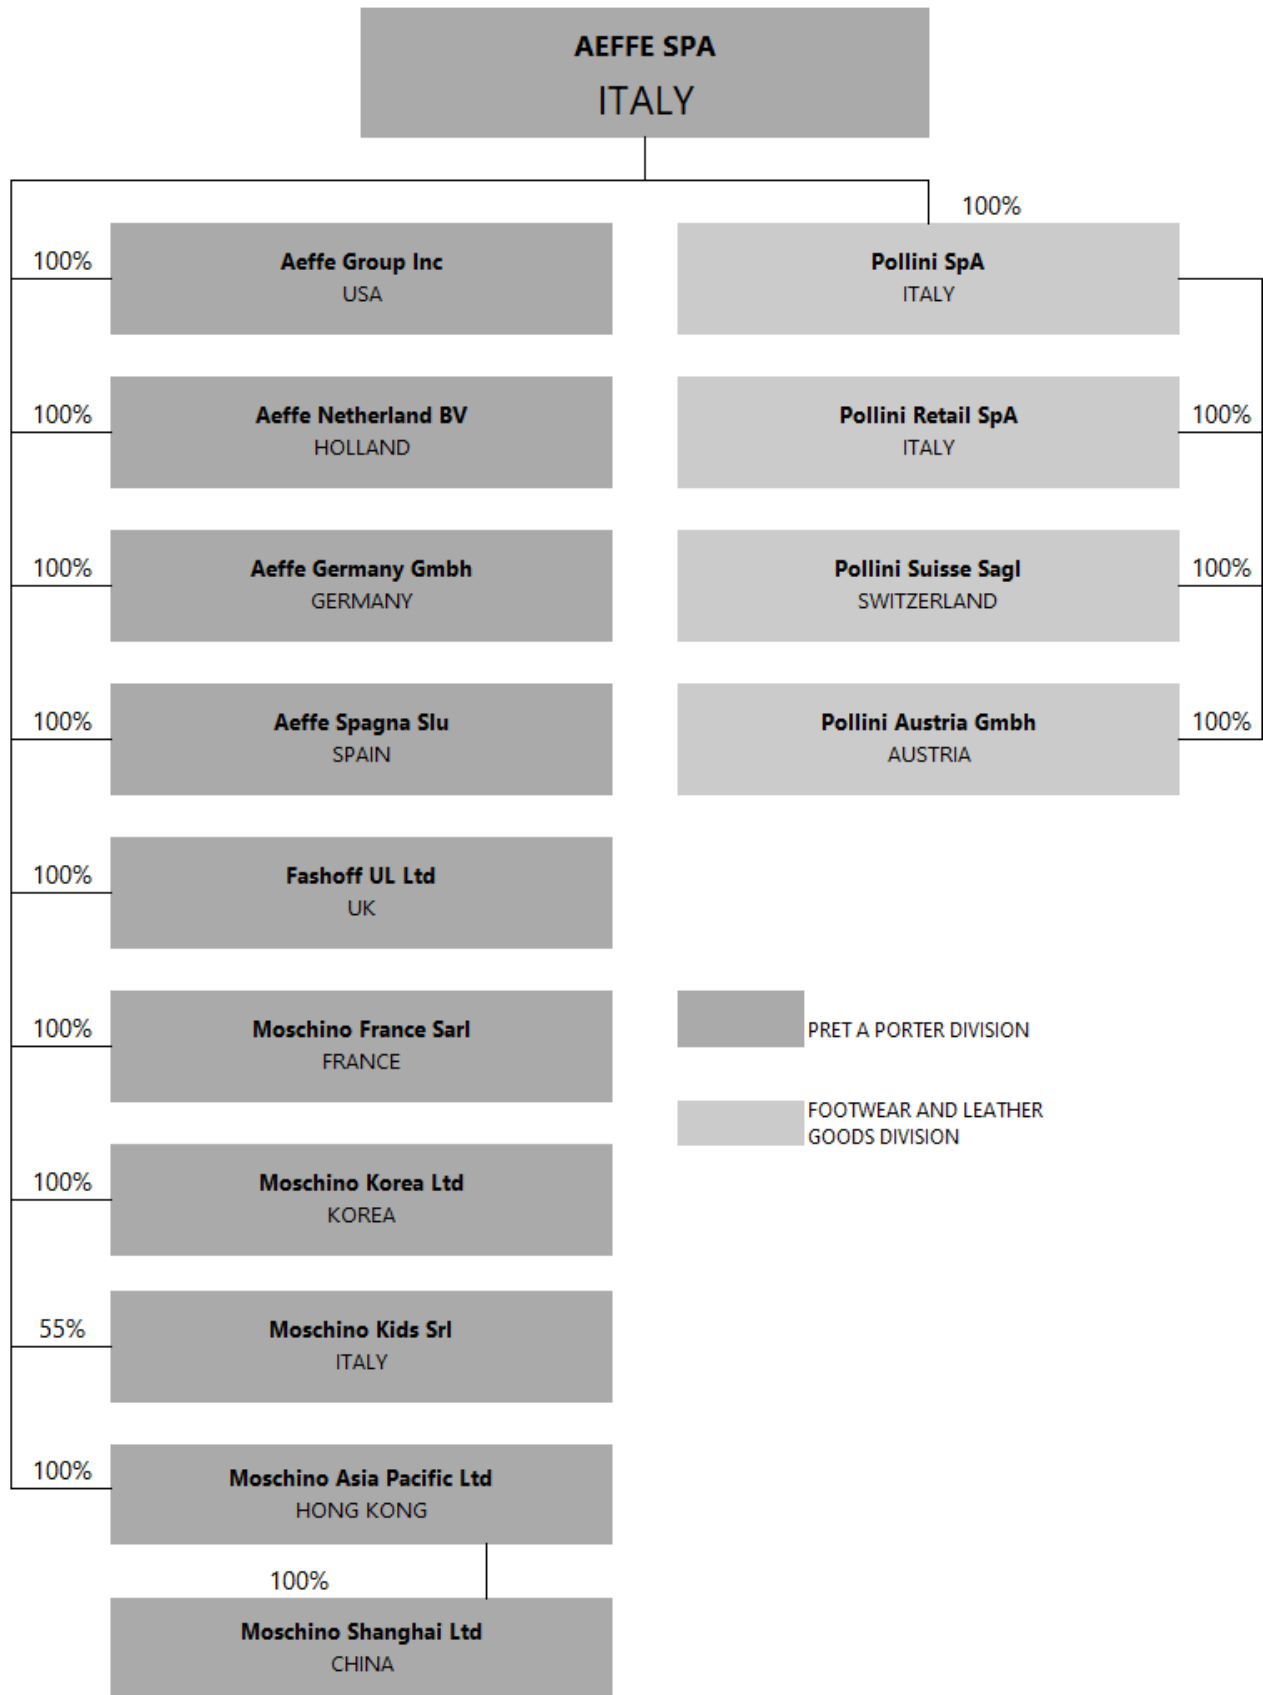 AEFFE SPA
ITALY
100%
100%
Aeffe Group Inc
USA
Pollini SpA
ITALY
100%
Aeffe Netherland BV
HOLLAND
Pollini Retail SpA
ITALY
100%
100%
Aeffe Germany Gmbh
GERMANY
Pollini Suisse Sagl
SWITZERLAND
100%
100%
Aeffe Spagna Slu
SPAIN
Pollini Austria Gmbh
AUSTRIA
100%
100%
Fashoff UL Ltd
UK
100%
Moschino France Sarl
FRANCE
PRET A PORTER DIVISION
FOOTWEAR AND LEATHER
GOODS DIVISION
100%
Moschino Korea Ltd
KOREA
55%
Moschino Kids Srl
ITALY
100%
Moschino Asia Pacific Ltd
HONG KONG
100%
Moschino Shanghai Ltd
CHINA